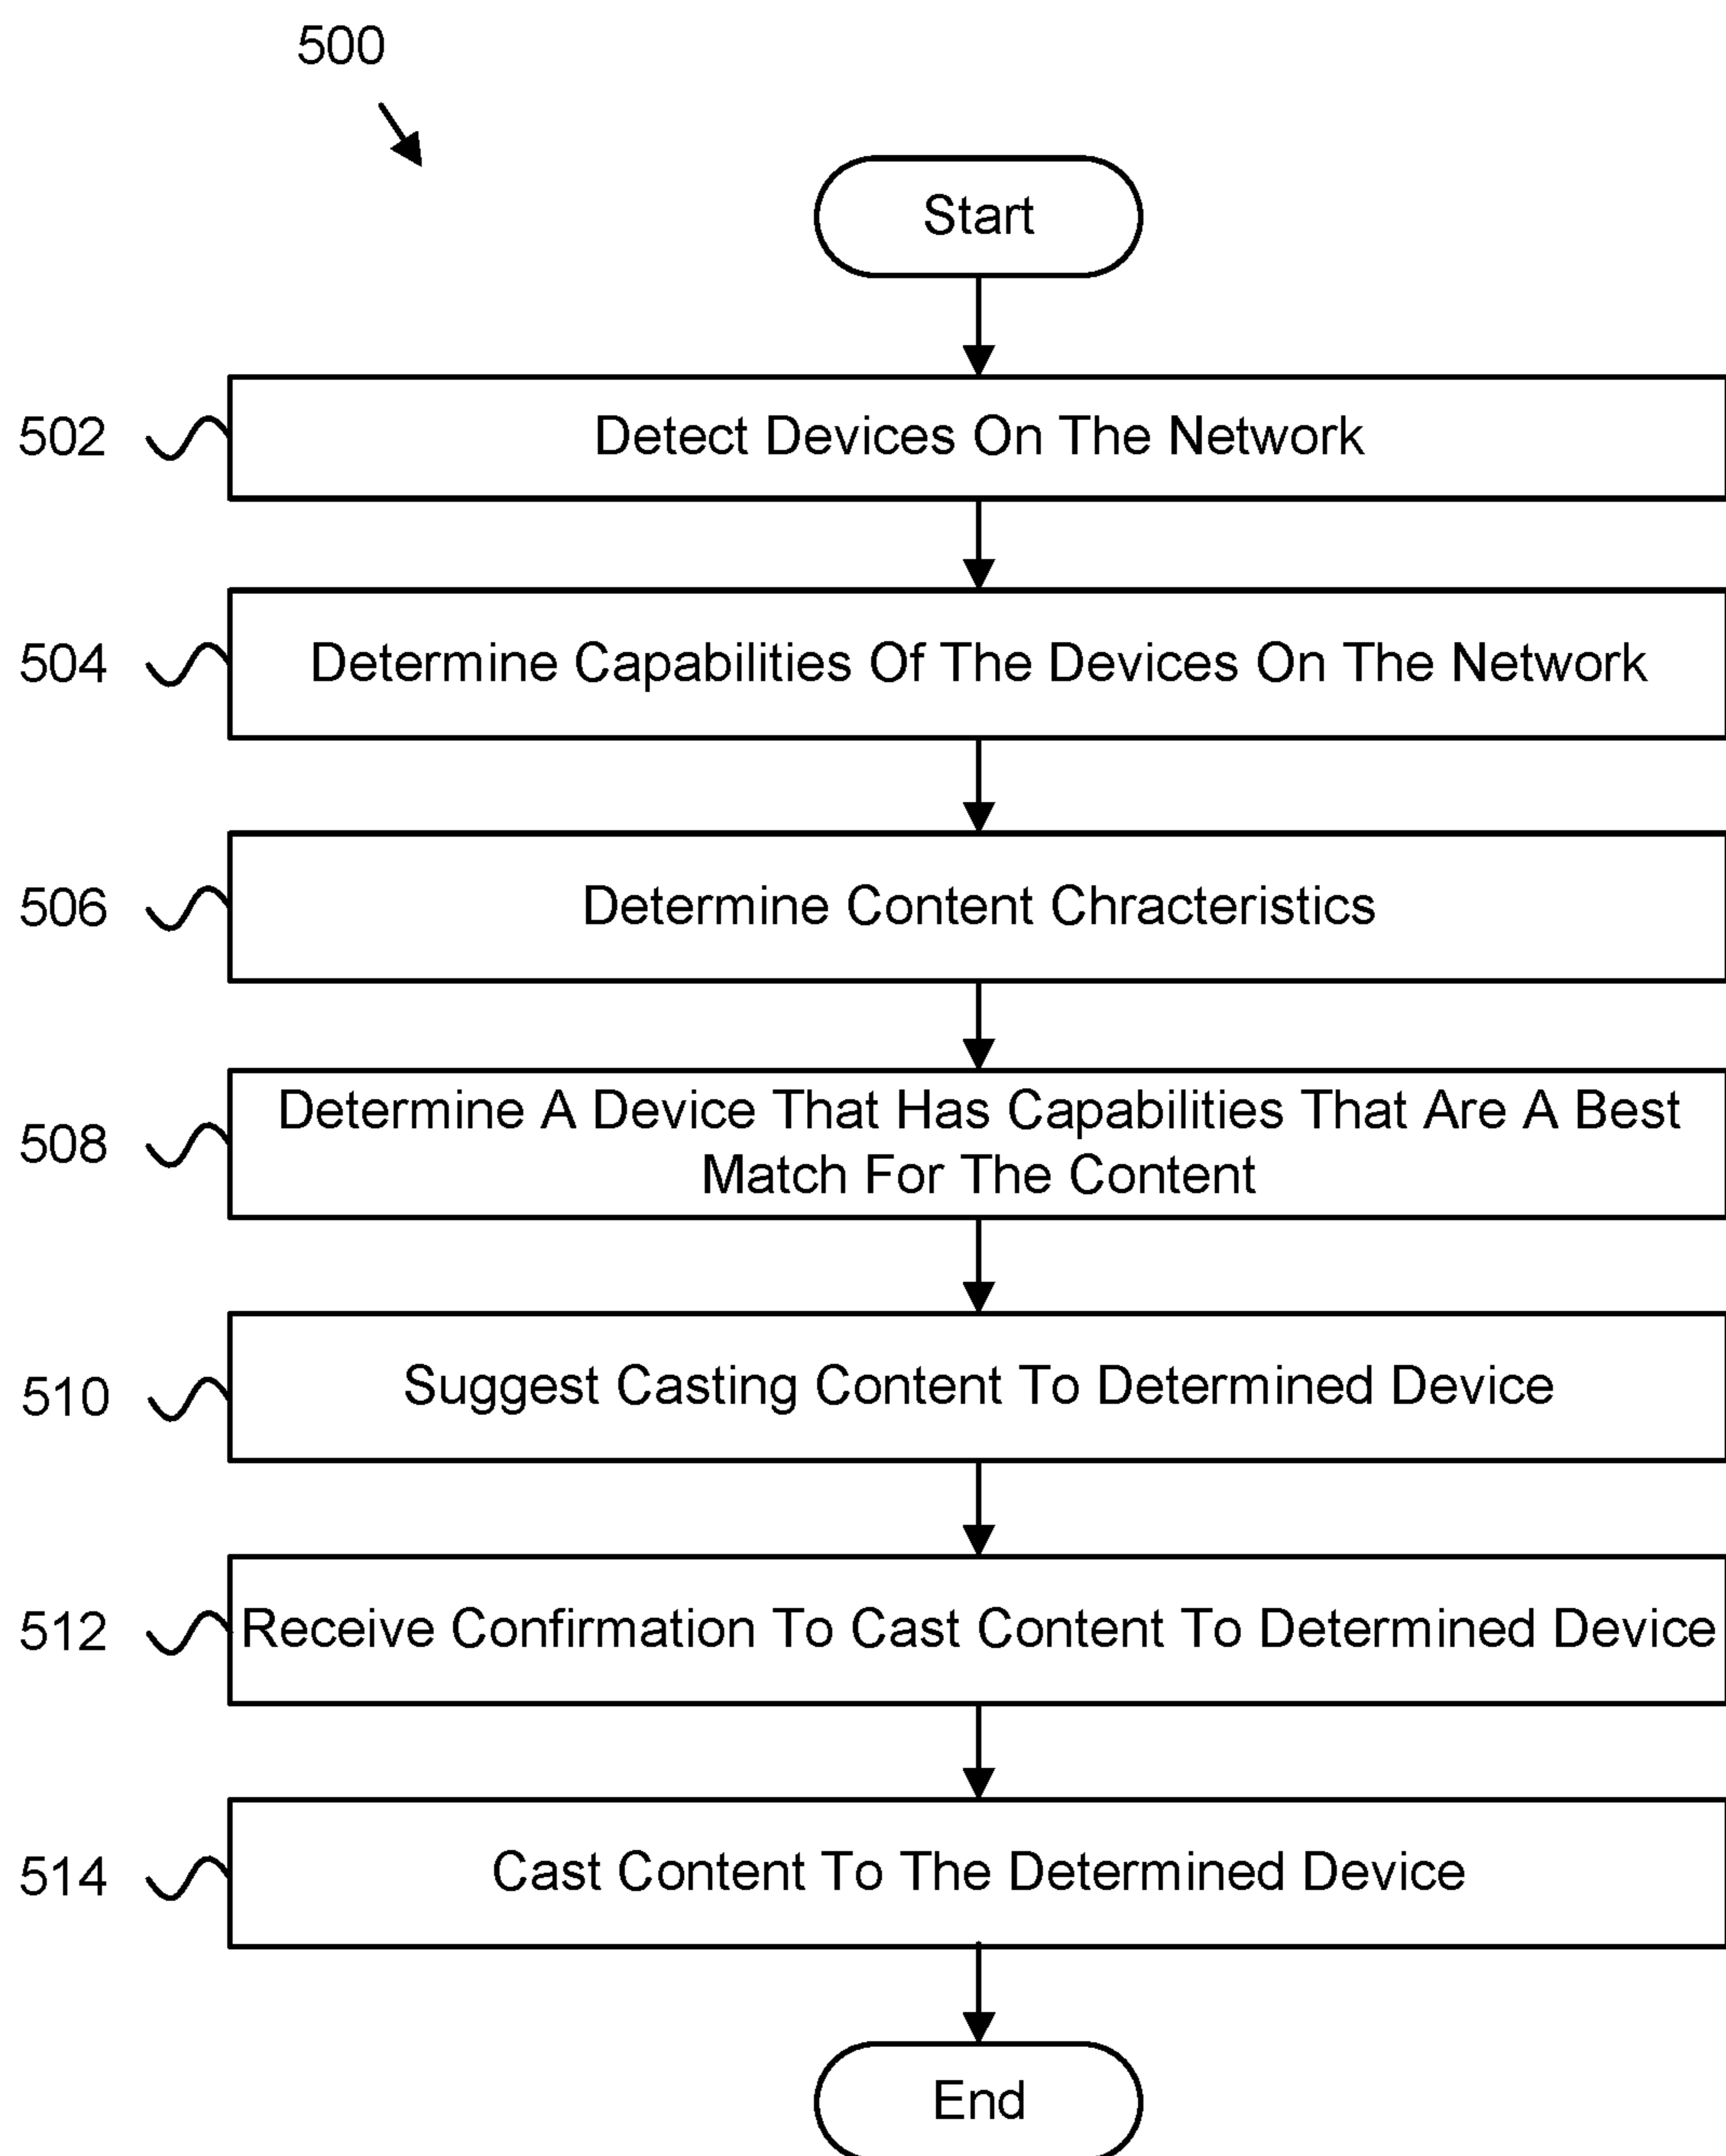 500
Start
502
Detect Devices On The Network
504
Determine Capabilities Of The Devices On The Network
506
Determine Content Chracteristics
508
Determine A Device That Has Capabilities That Are A Best
Match For The Content
510
Suggest Casting Content To Determined Device
512
Receive Confirmation To Cast Content To Determined Device
514
Cast Content To The Determined Device
End